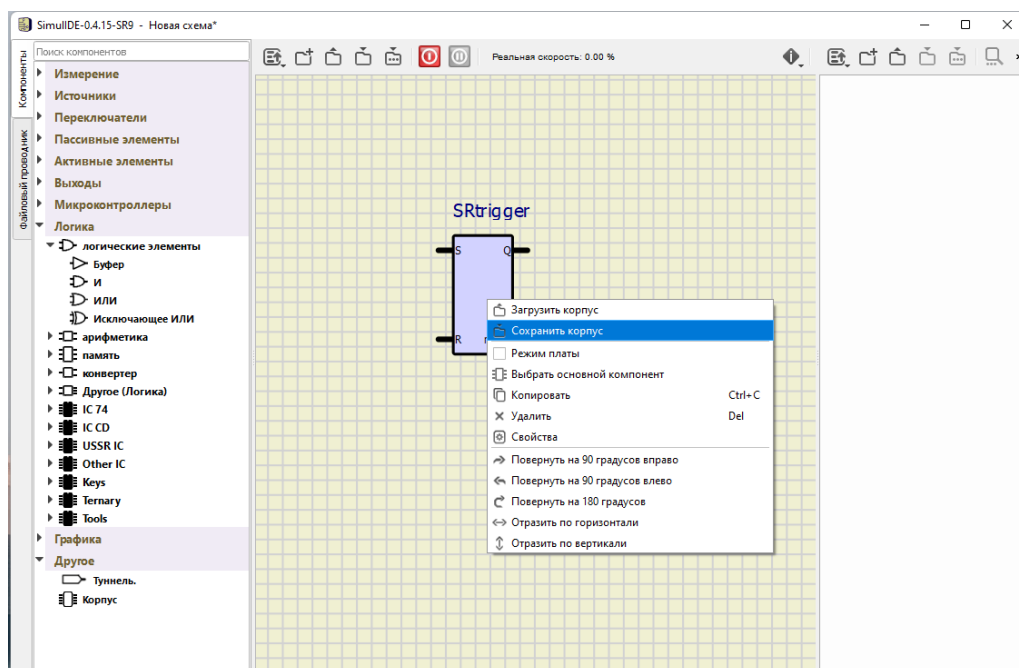 SimulIDE-0.4.15-SR9 - Новая схема*
Компоненты
Файловый проводник
Поиск компонентов
Реальная скорость: 0.00 %
Измерение
Источники
Переключатели
Пассивные элементы
Активные элементы
Выходы
Микроконтроллеры
Логика
логические элементы
Буфер
И
ИЛИ
Исключающее ИЛИ
арифметика
память
конвертер
Другое (Логика)
IC 74
IC CD
USSR IC
Other IC
Keys
Ternary
Tools
Графика
Другое
Туннель.
Корпус
SRtrigger
S Q
R
Загрузить корпус
Сохранить корпус
Режим платы
Выбрать основной компонент
Копировать Ctrl+C
Удалить Del
Свойства
Повернуть на 90 градусов вправо
Повернуть на 90 градусов влево
Повернуть на 180 градусов
Отразить по горизонтали
Отразить по вертикали